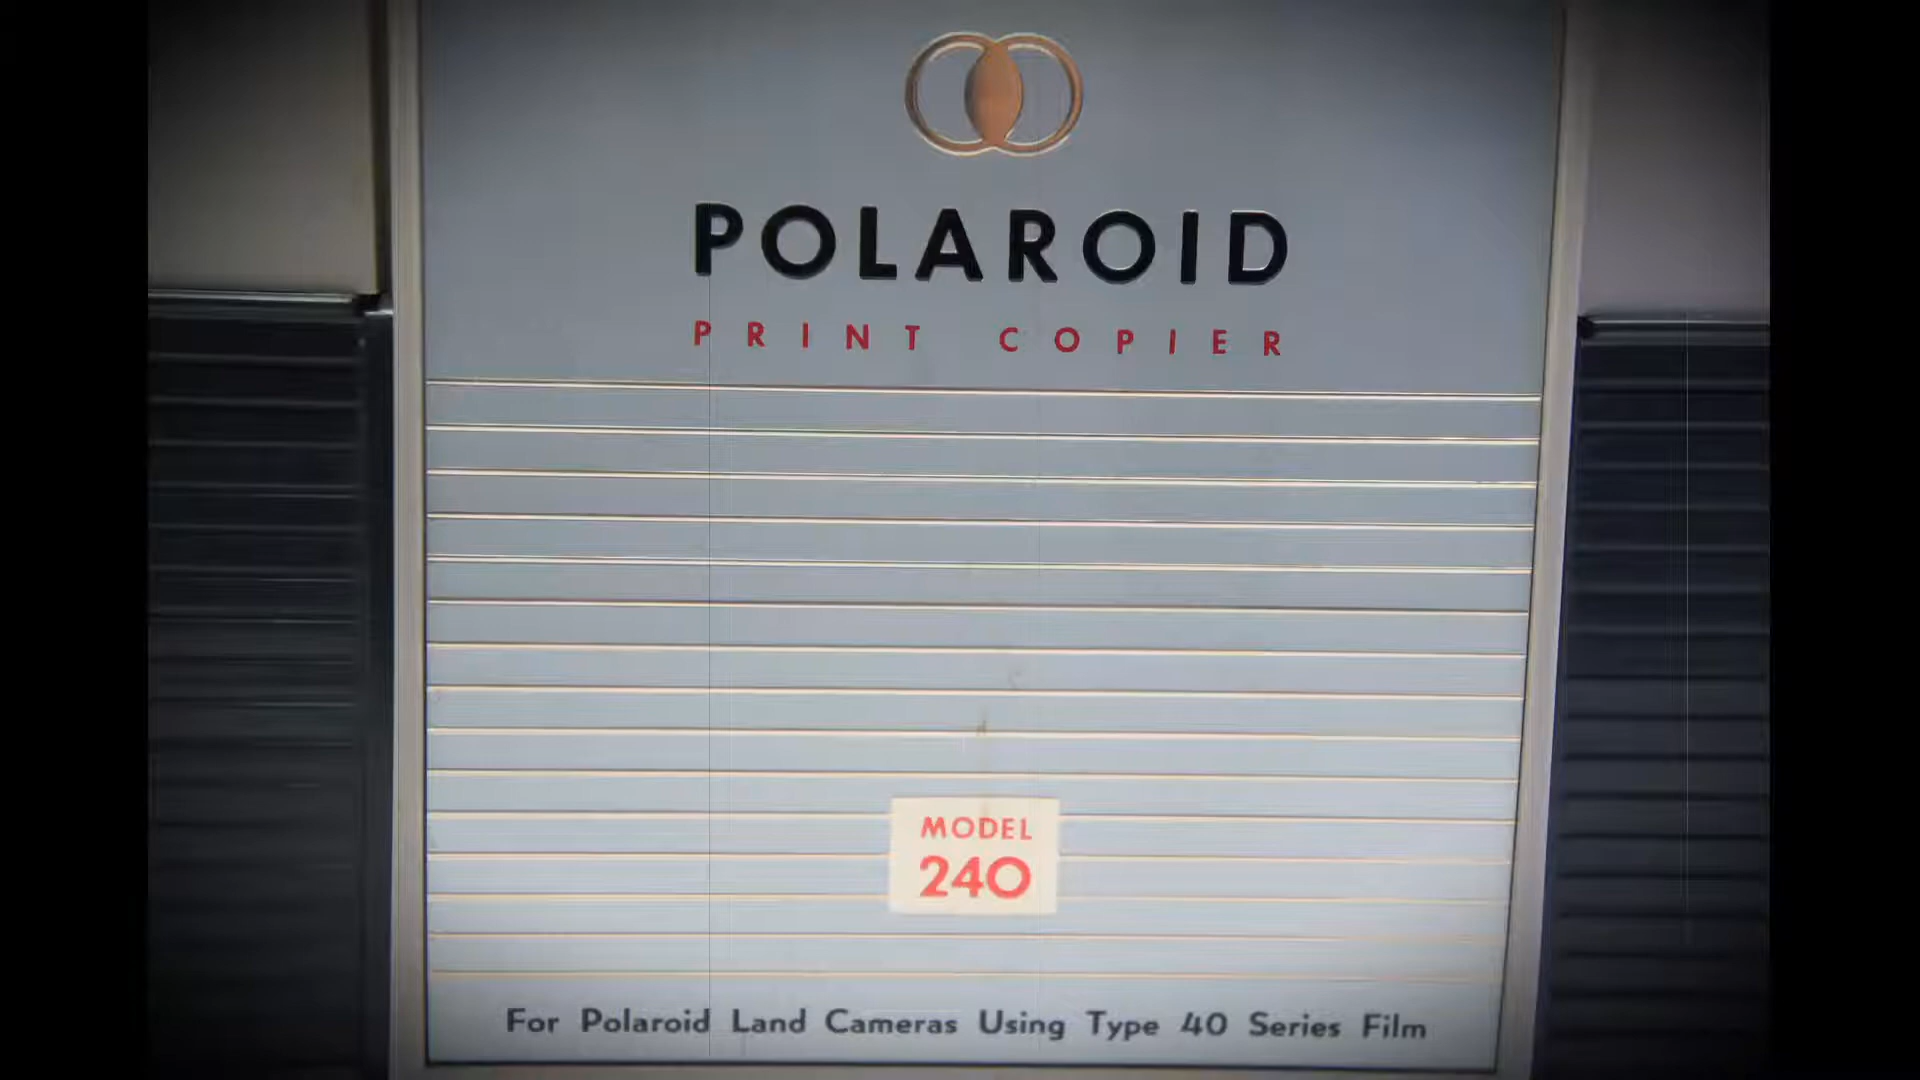 POLAROID
PRINT COPIER
MODEL
240
For Polaroid Land Cameras Using Type 40 Series Film